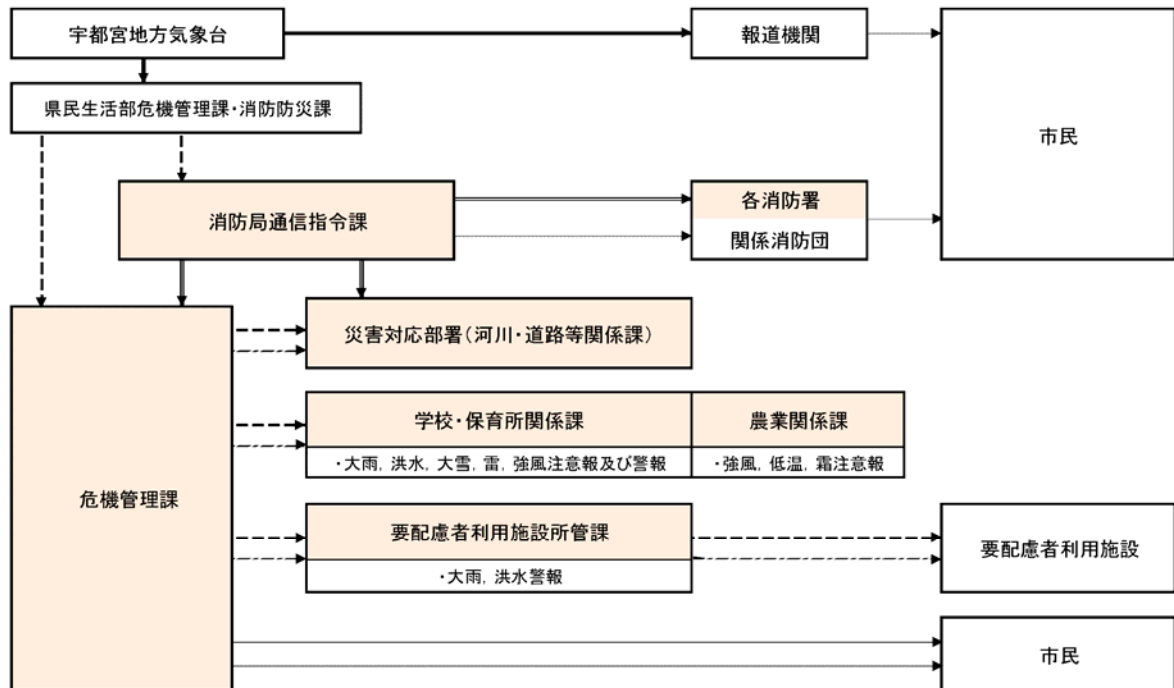 宇都宮地方気象台
報道機関
市民
県民生活部危機管理課・消防防災課
消防局通信指令課
各消防署
関係消防団
災害対応部署(河川・道路等関係課)
学校・保育所関係課
農業関係課
・大雨, 洪水, 大雪, 雷, 強風注意報及び警報
・強風, 低温, 霜注意報
危機管理課
要配慮者利用施設所管課
・大雨, 洪水警報
要配慮者利用施設
市民